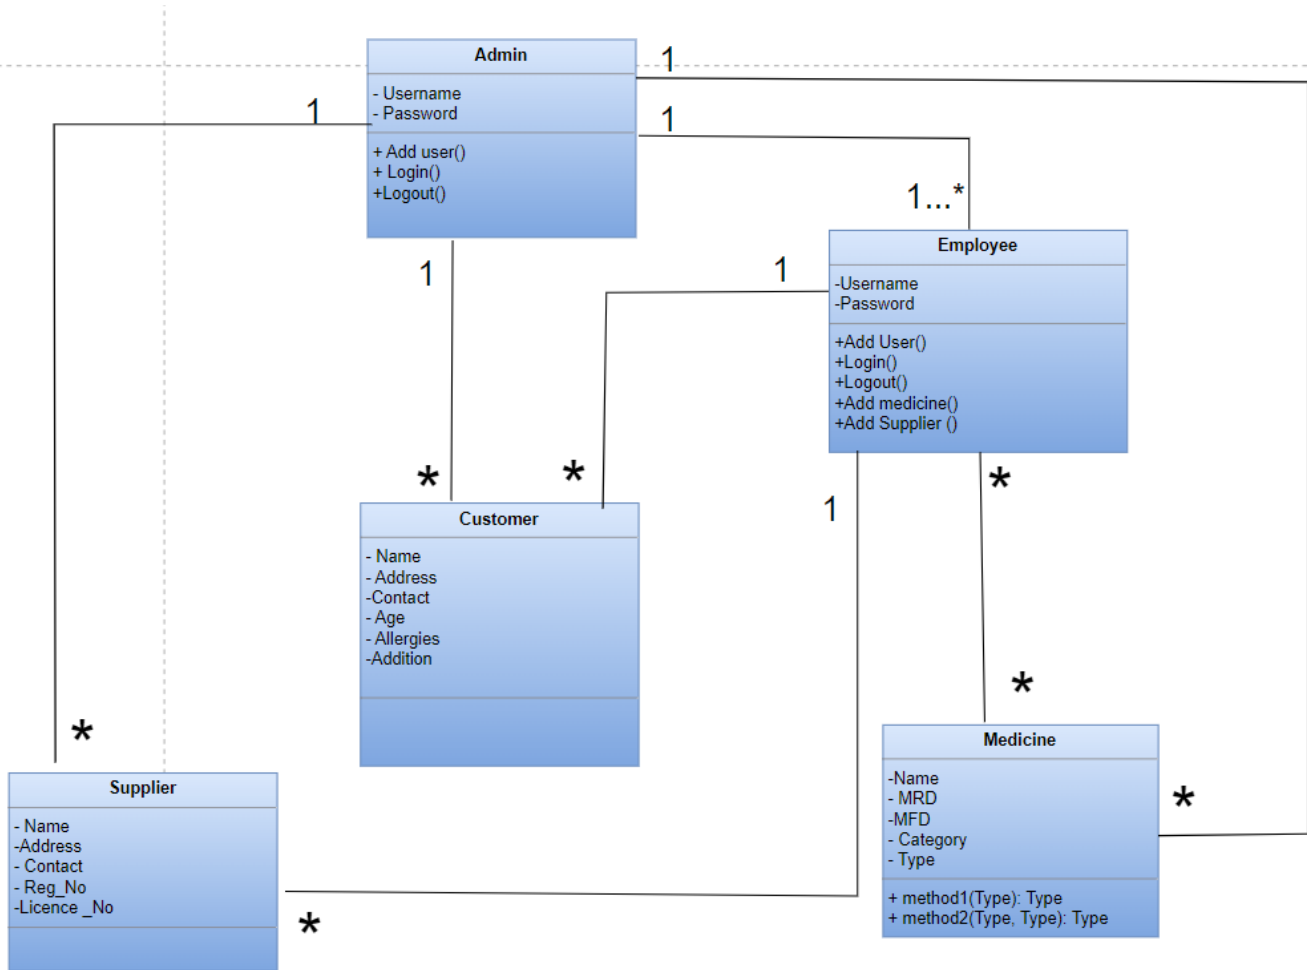 Admin
- Username
- Password
+ Add user()
+ Login()
+Logout()
1
1
1
1...*
1
*
Employee
-Username
-Password
+Add User()
+Login()
+Logout()
+Add medicine()
+Add Supplier ()
1
*
1
*
Customer
- Name
- Address
-Contact
- Age
- Allergies
-Addition
*
*
Medicine
-Name
- MRD
-MFD
- Category
- Type
+ method1(Type): Type
+ method2(Type, Type): Type
*
*
Supplier
- Name
-Address
- Contact
- Reg_No
-Licence _No
*